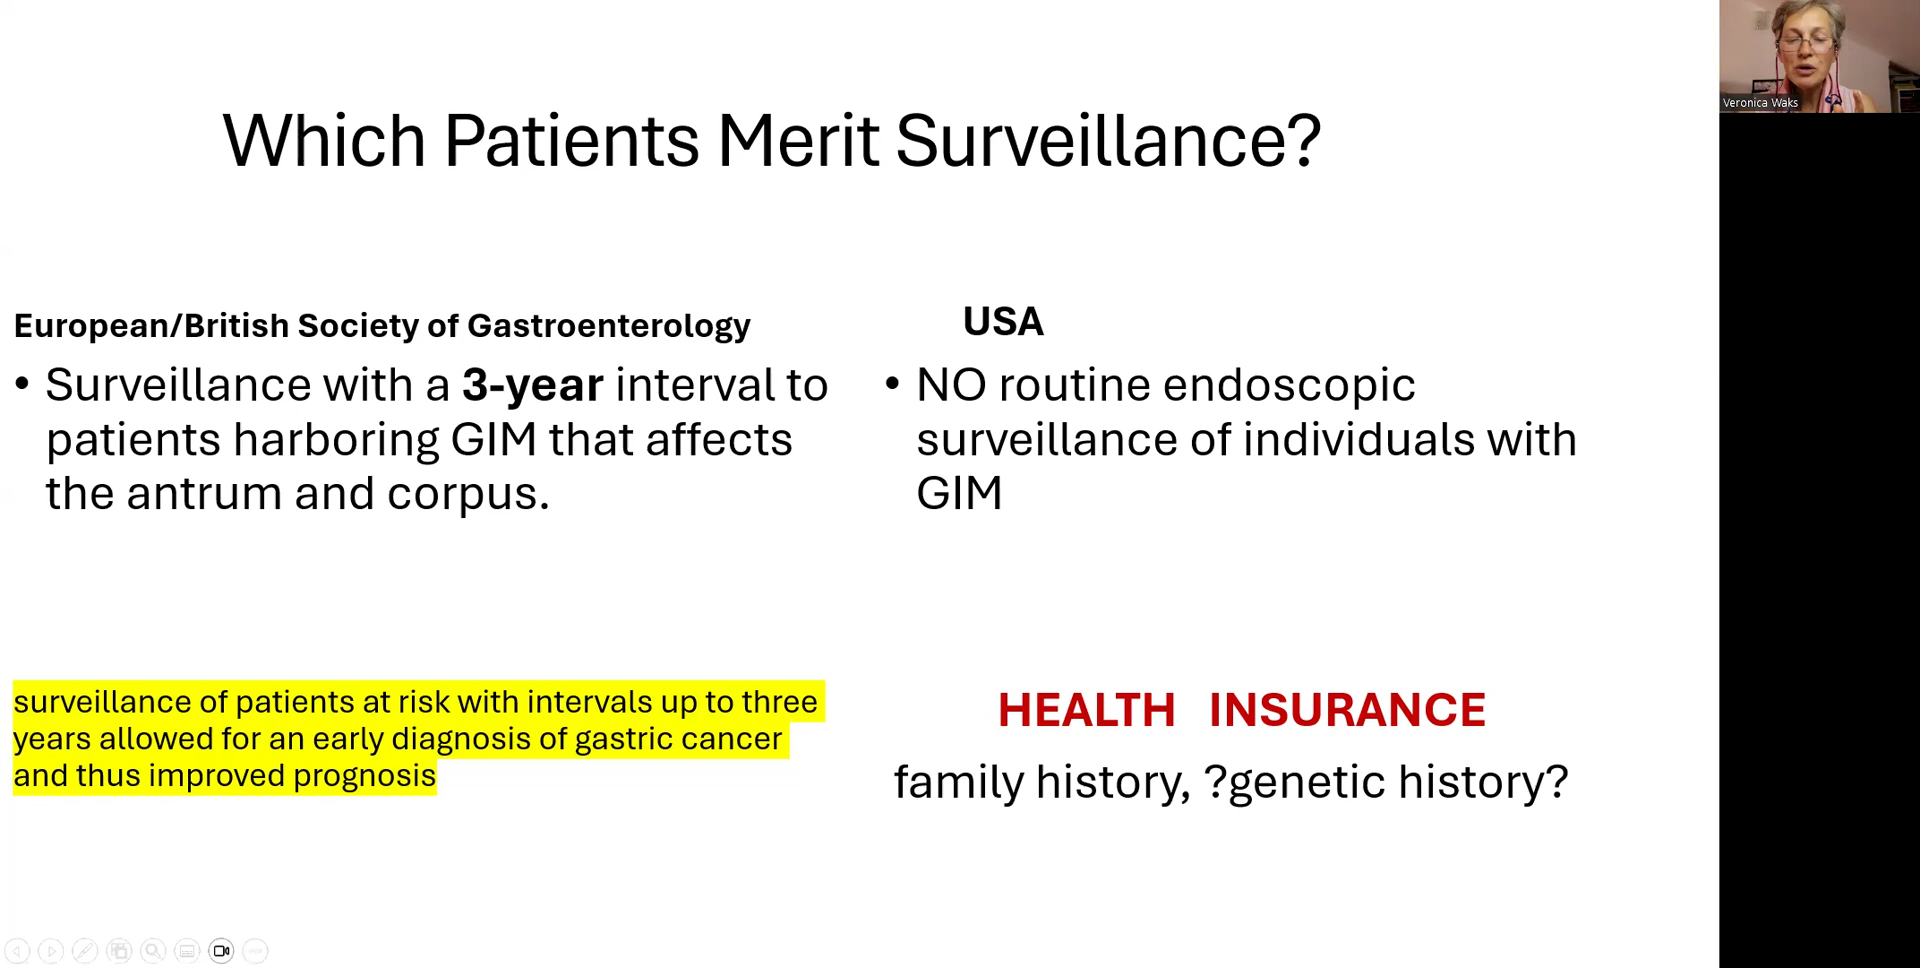 Which Patients Merit Surveillance?
Veronica Waks
European/British Society of Gastroenterology
• Surveillance with a 3-year interval to
patients harboring GIM that affects
the antrum and corpus.
surveillance of patients at risk with intervals up to three
years allowed for an early diagnosis of gastric cancer
and thus improved prognosis
USA
• NO routine endoscopic
surveillance of individuals with
GIM
HEALTH INSURANCE
family history, ?genetic history?